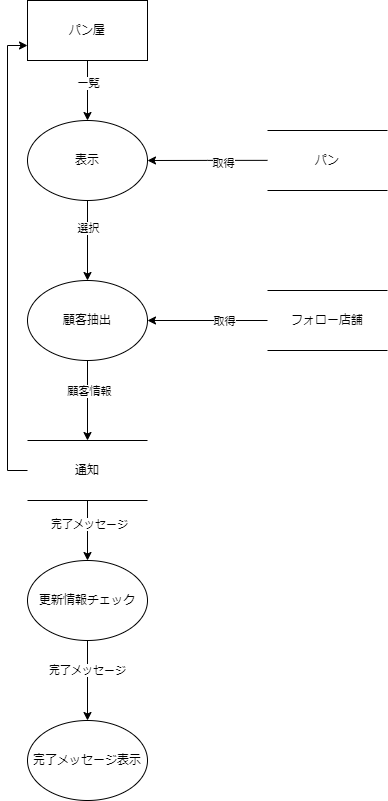 パン屋
一覧
表示
取得
パン
選択
顧客抽出
取得
フォロー店舗
顧客情報
通知
完了メッセージ
更新情報チェック
完了メッセージ
完了メッセージ表示